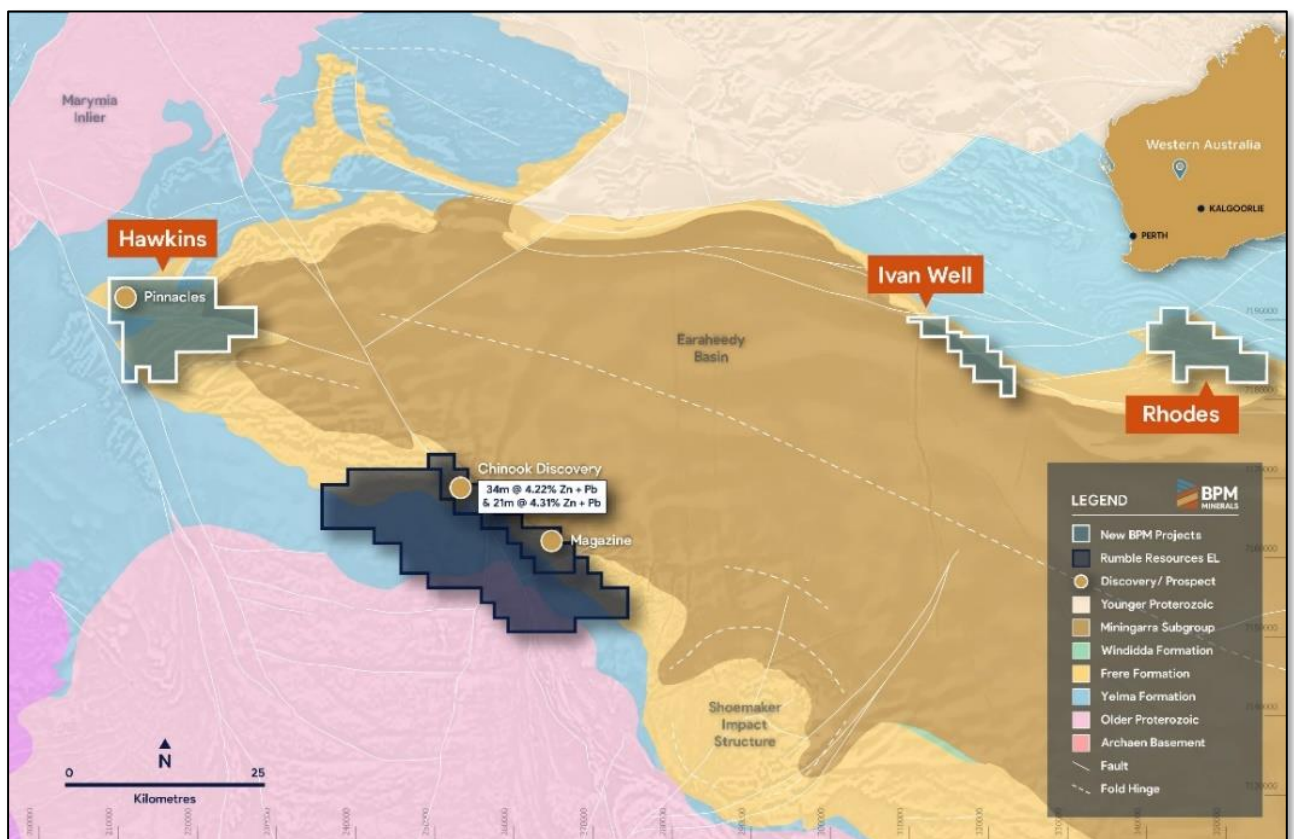 Marymia
Inlier
Hawkins
Pinnacles
Western Australia
KALGOORLIE
PERTH
Ivan Well
Earaheedy
Basin
Rhodes
Chinook Discovery
34m @ 4.22% Zn + Pb
& 21m @ 4.31% Zn + Pb
Magazine
Shoemaker
Impact
Structure
N
0 25
Kilometres
LEGEND
BPM
MINERALS
New BPM Projects
Rumble Resources EL
Discovery/ Prospect
Younger Proterozoic
Miningarra Subgroup
Windidda Formation
Frere Formation
Yelma Formation
Older Proterozoic
Archaen Basement
Fault
Fold Hinge
7190000
7180000